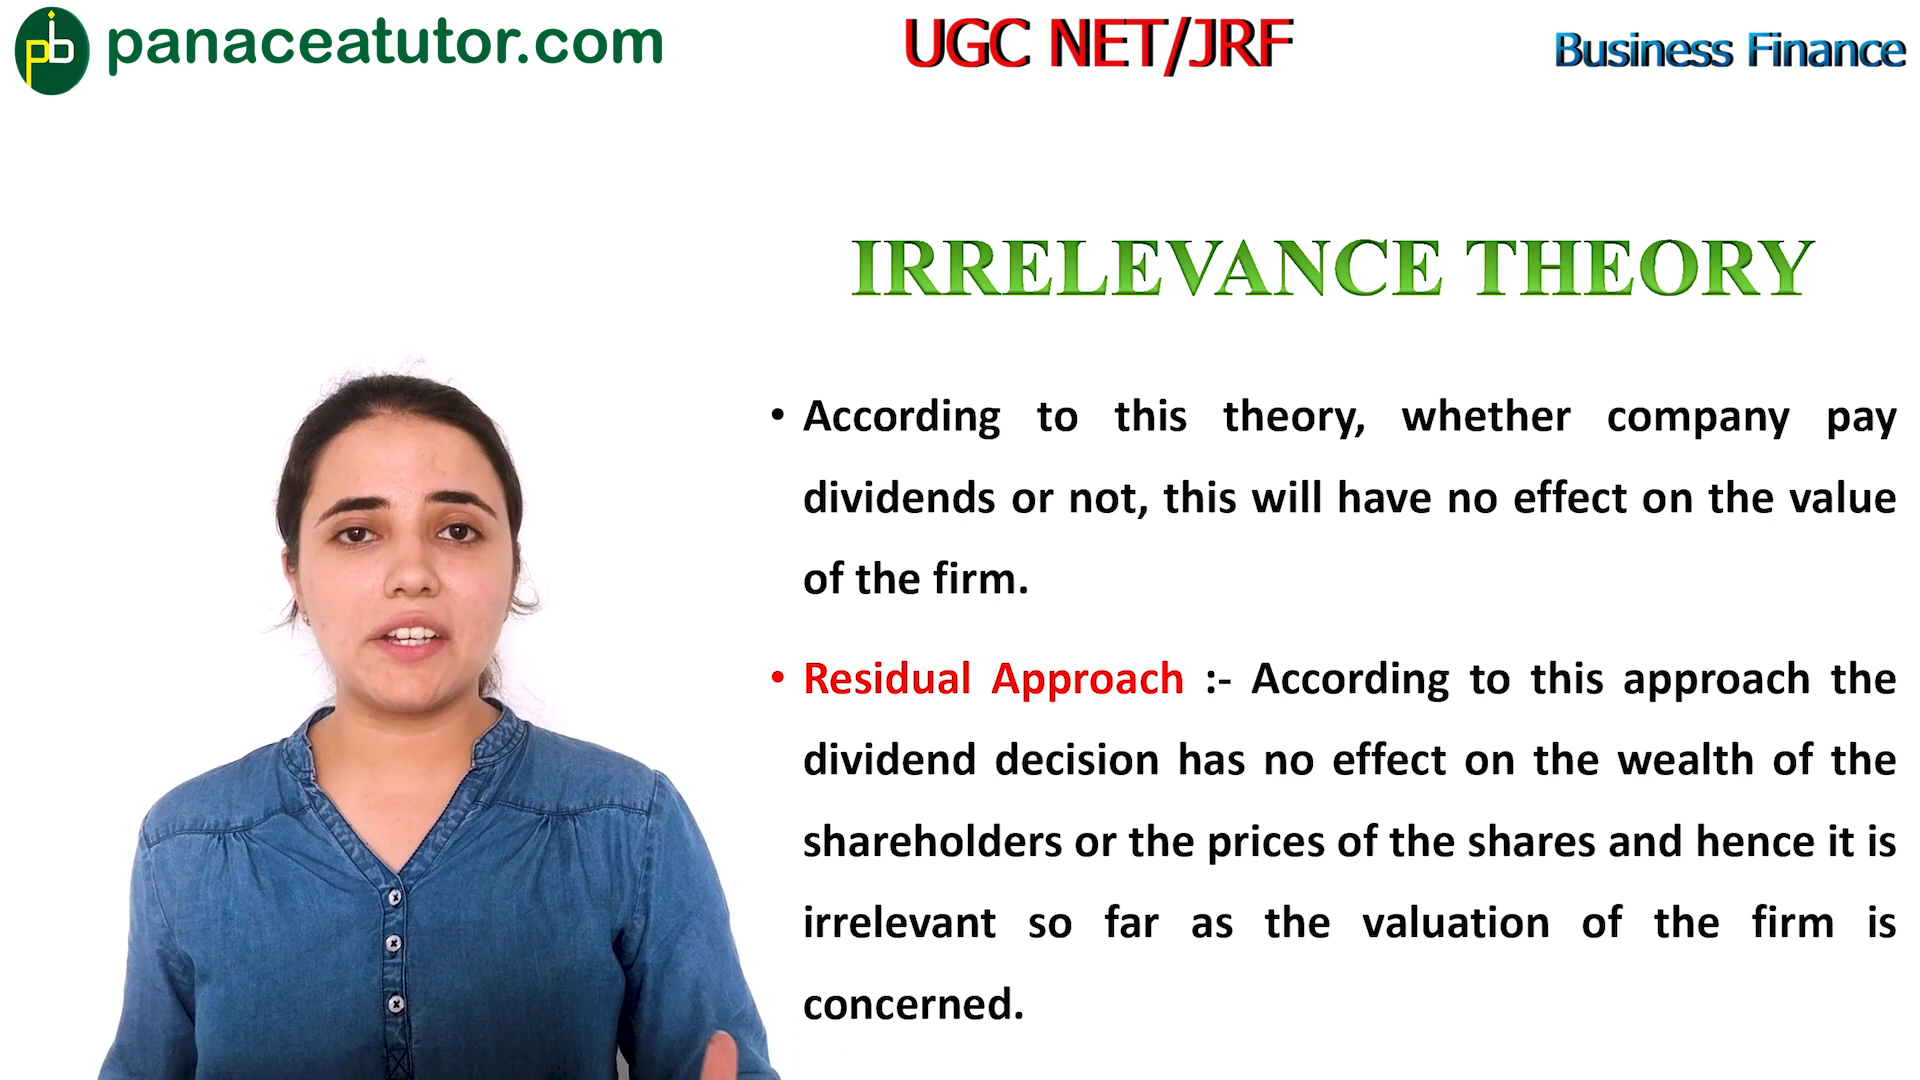 pb panaceatutor.com
UGC NET/JRF
Business Finance
IRRELEVANCE THEORY
• According to this theory, whether company pay
dividends or not, this will have no effect on the value
of the firm.
• Residual Approach :- According to this approach the
dividend decision has no effect on the wealth of the
shareholders or the prices of the shares and hence it is
irrelevant so far as the valuation of the firm is
concerned.